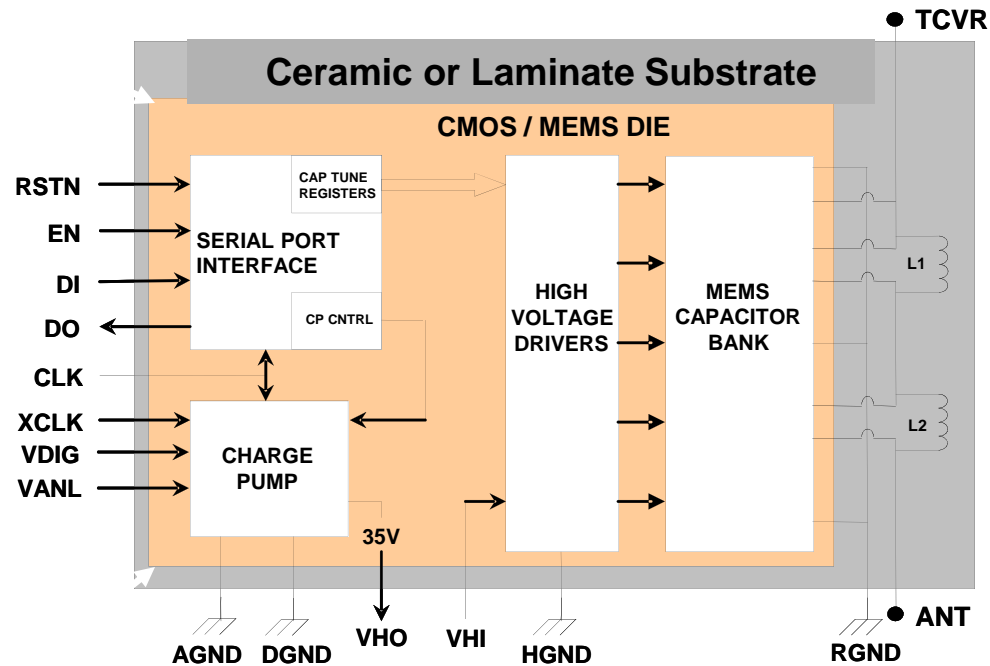 TCVR
Ceramic or Laminate Substrate
CMOS / MEMS DIE
RSTN
EN
DI
DO
CLK
XCLK
VDIG
VANL
CAP TUNE
REGISTERS
SERIAL PORT
INTERFACE
CP CNTRL
CHARGE
PUMP
35V
HIGH
VOLTAGE
DRIVERS
MEMS
CAPACITOR
BANK
L1
L2
ANT
AGND
DGND
VHO
VHI
HGND
RGND